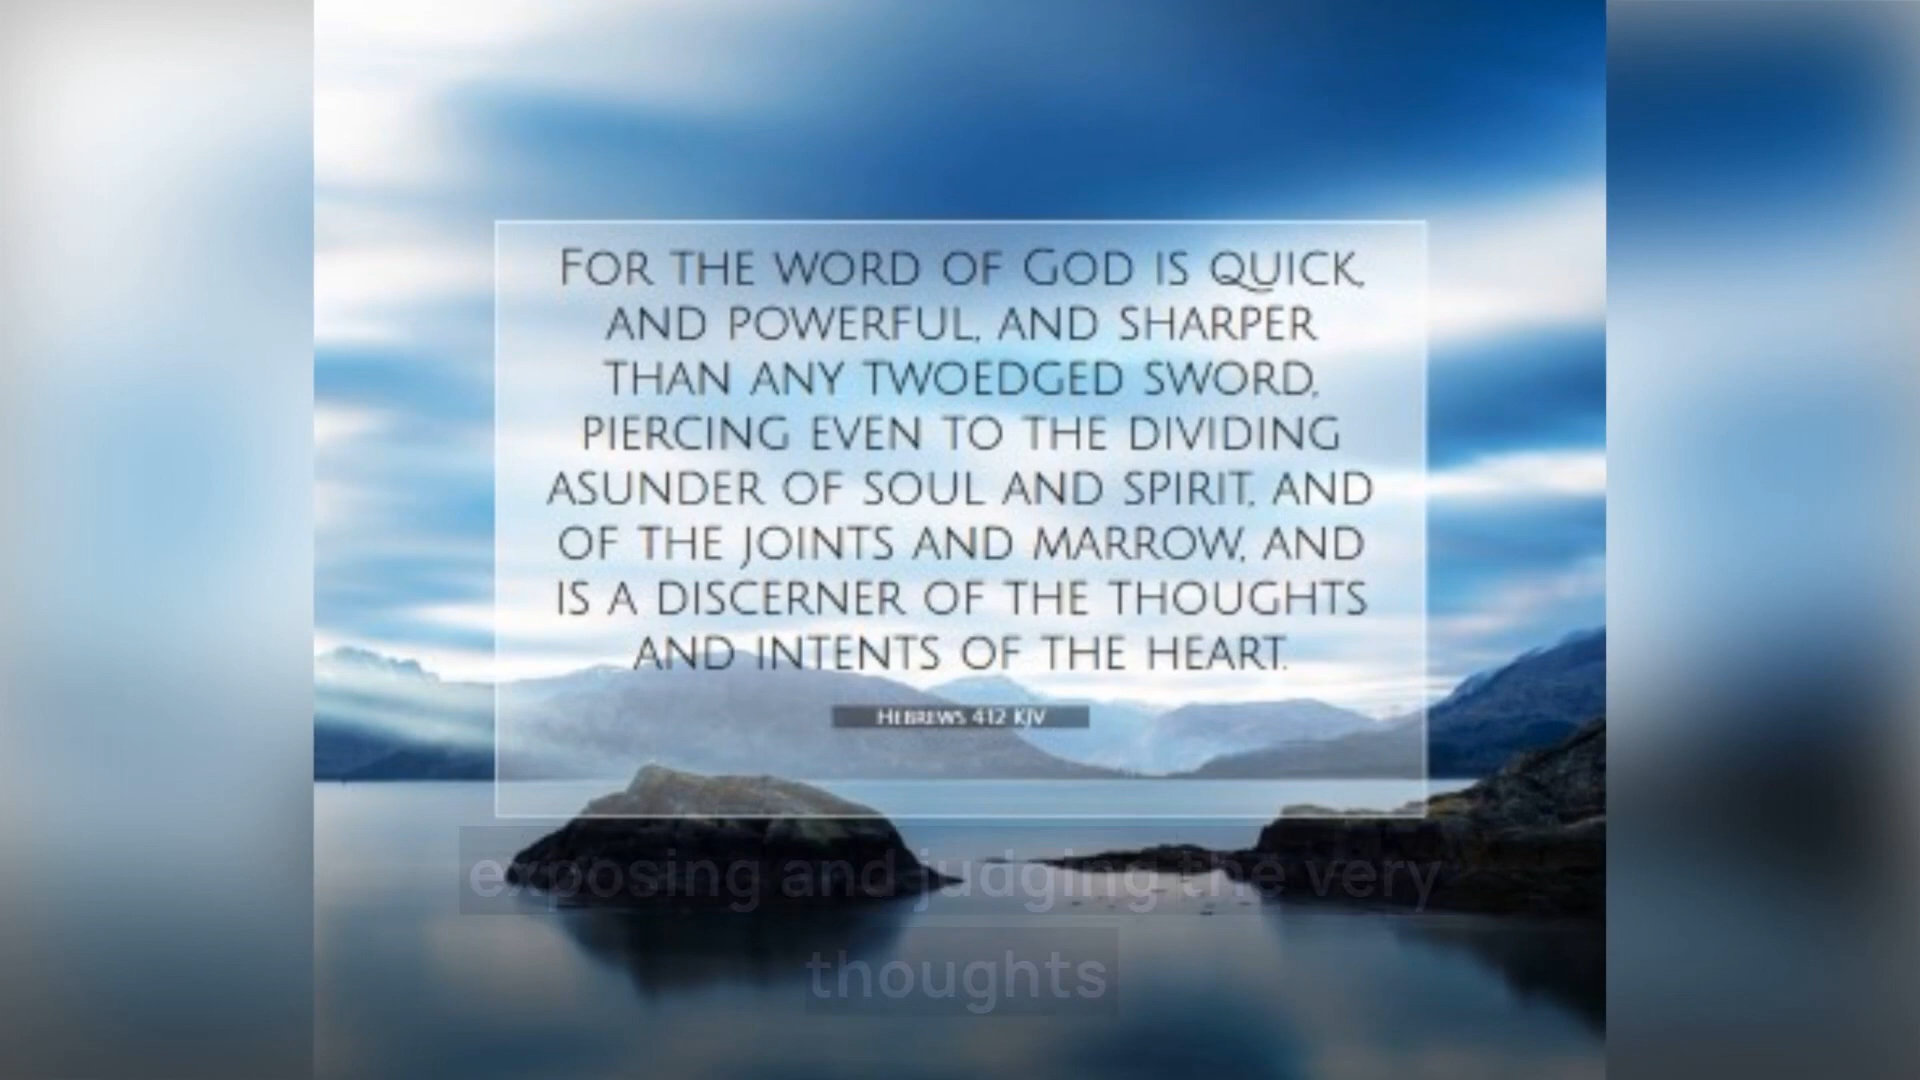 For the word of God is quick,
and powerful, and sharper
than any twoedged sword,
piercing even to the dividing
asunder of soul and spirit, and
of the joints and marrow, and
is a discerner of the thoughts
and intents of the heart.
Hebrews 4:12 KJV
exposing and judging the very
thoughts